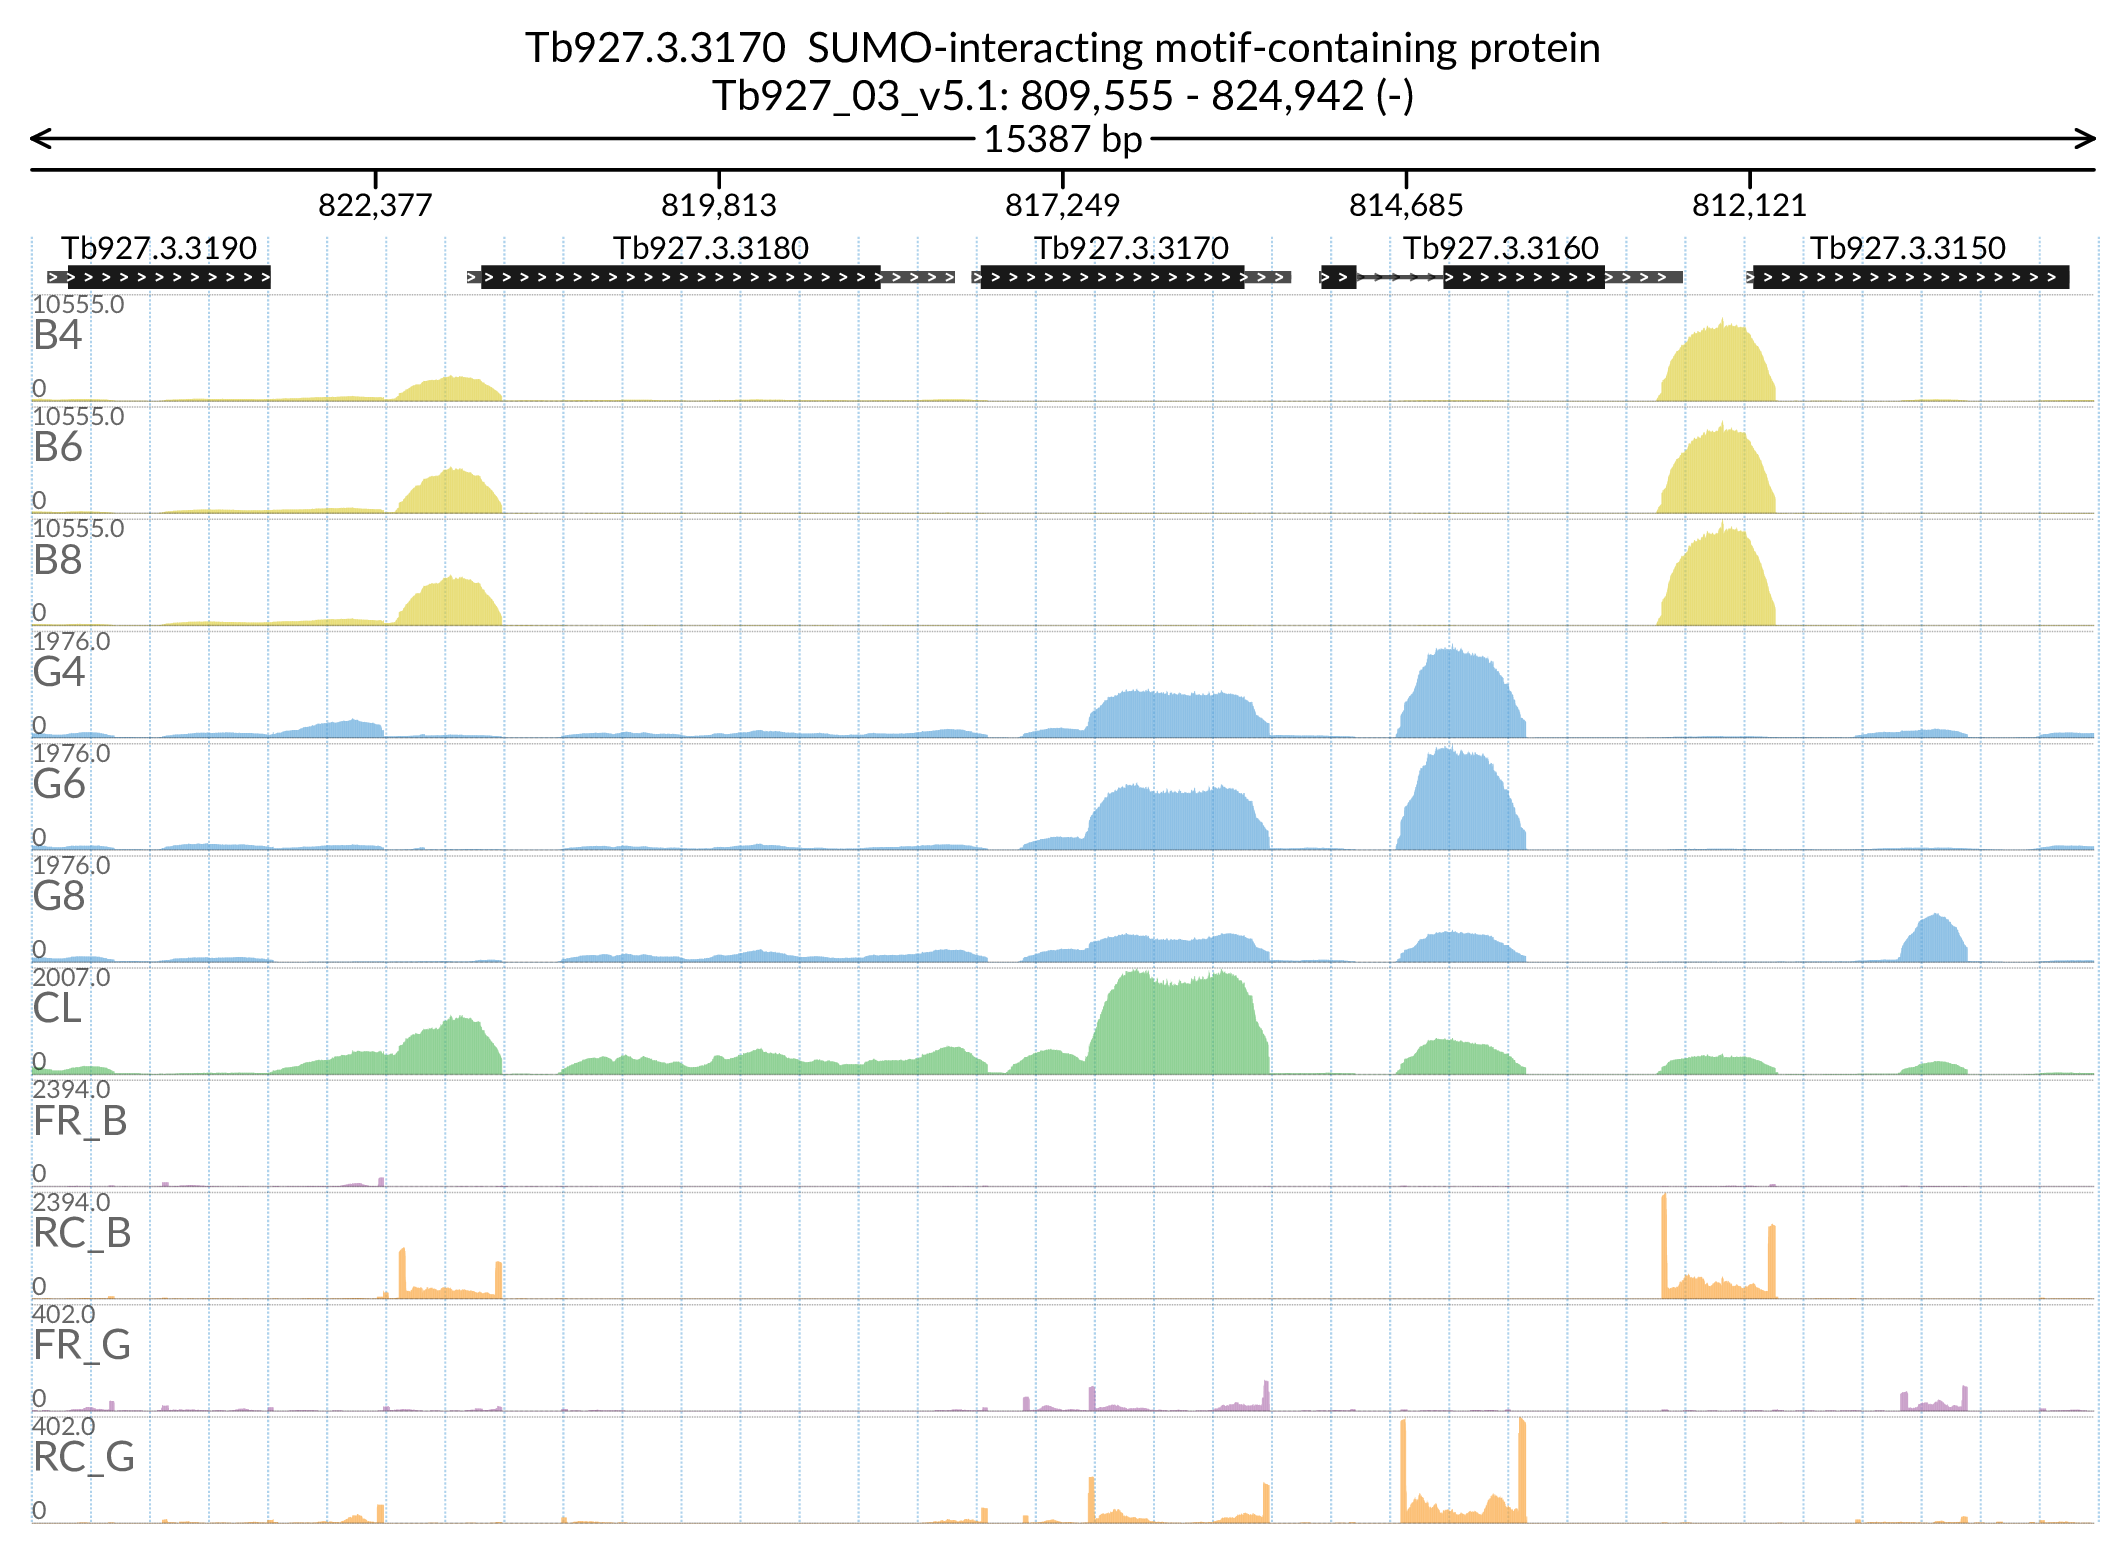 Tb927.3.3170  SUMO-interacting motif-containing protein
Tb927_03_v5.1: 809,555 - 824,942 (-)
15387 bp
822,377 819,813 817,249 814,685 812,121
Tb927.3.3190 Tb927.3.3180 Tb927.3.3170 Tb927.3.3160 Tb927.3.3150
10555.0
B4
0
10555.0
B6
0
10555.0
B8
0
1976.0
G4
0
1976.0
G6
0
1976.0
G8
0
2007.0
CL
0
2394.0
FR_B
0
2394.0
RC_B
0
402.0
FR_G
0
402.0
RC_G
0